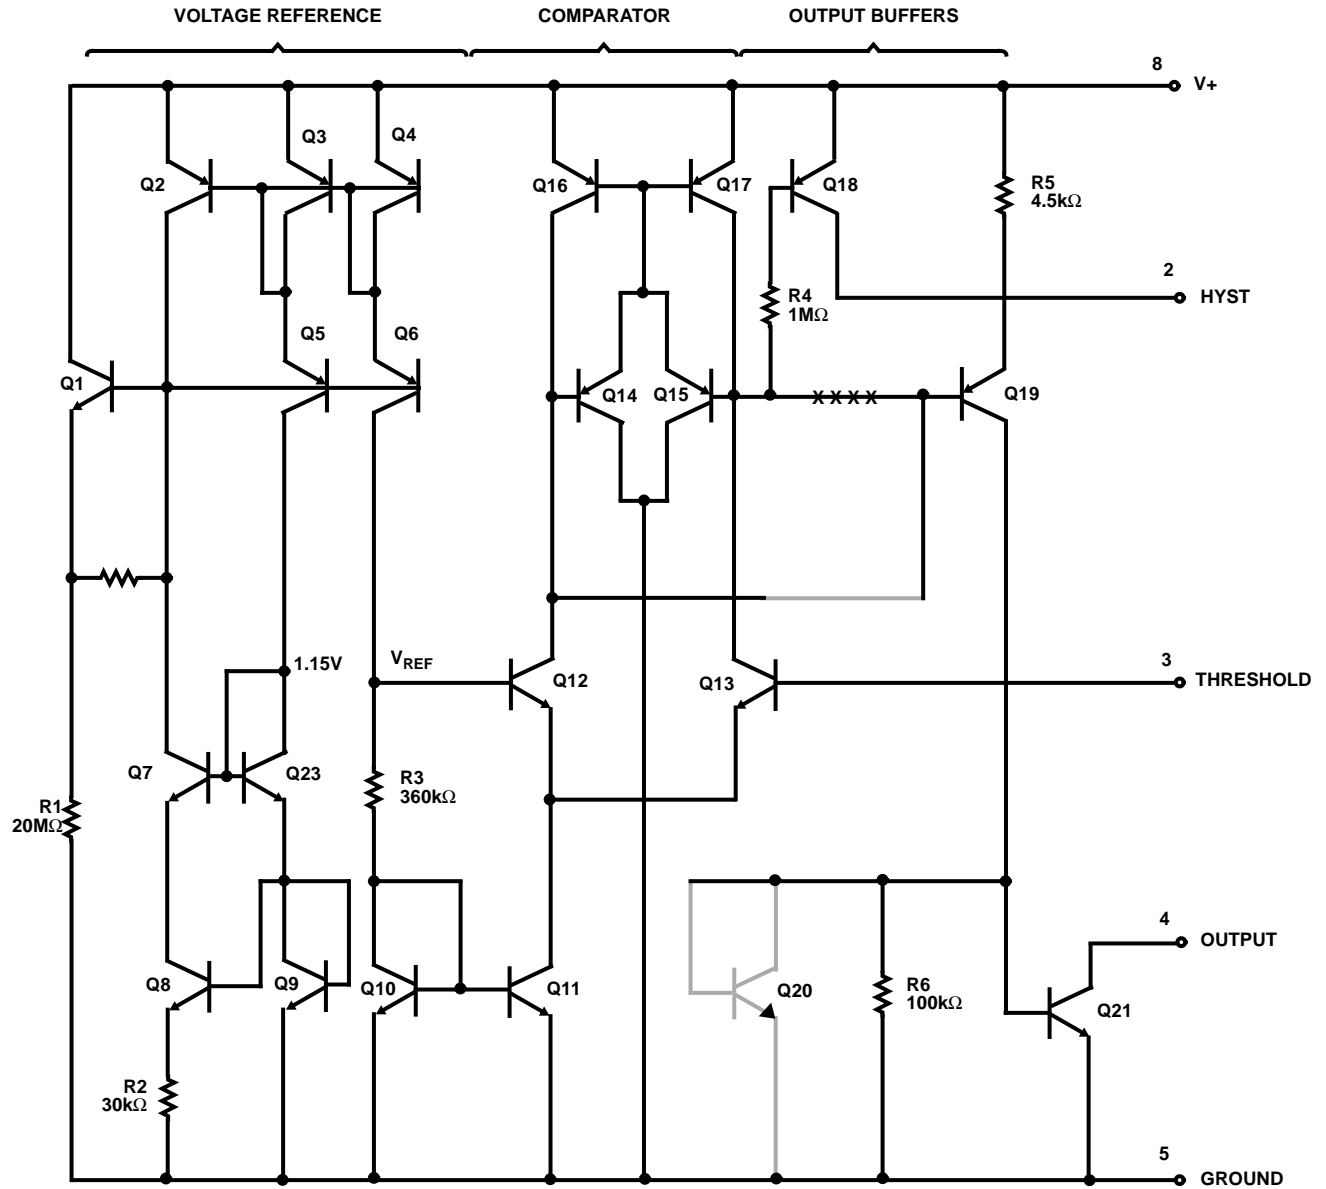 VOLTAGE REFERENCE
COMPARATOR
OUTPUT BUFFERS
8
V+
Q3
Q4
Q2
Q16
Q17
Q18
R5
4.5kΩ
2
HYST
R4
1MΩ
Q5
Q6
Q1
Q14
Q15
X X X X
Q19
1.15V
VREF
Q12
Q13
3
THRESHOLD
Q7
Q23
R3
360kΩ
R1
20MΩ
4
OUTPUT
Q8
Q9
Q10
Q11
Q20
R6
100kΩ
Q21
R2
30kΩ
5
GROUND